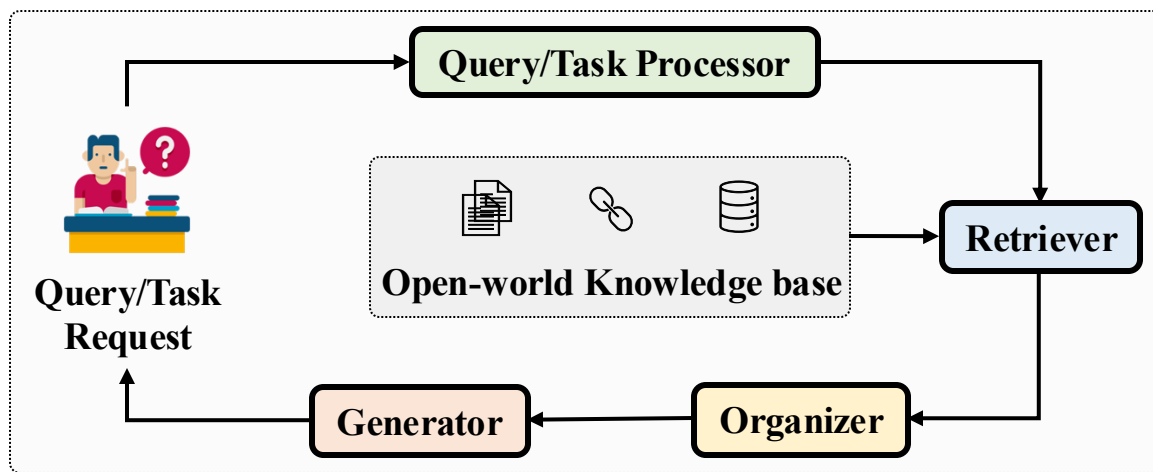 Query/Task Processor
?
Open-world Knowledge base
Retriever
Query/Task
Request
Generator
Organizer